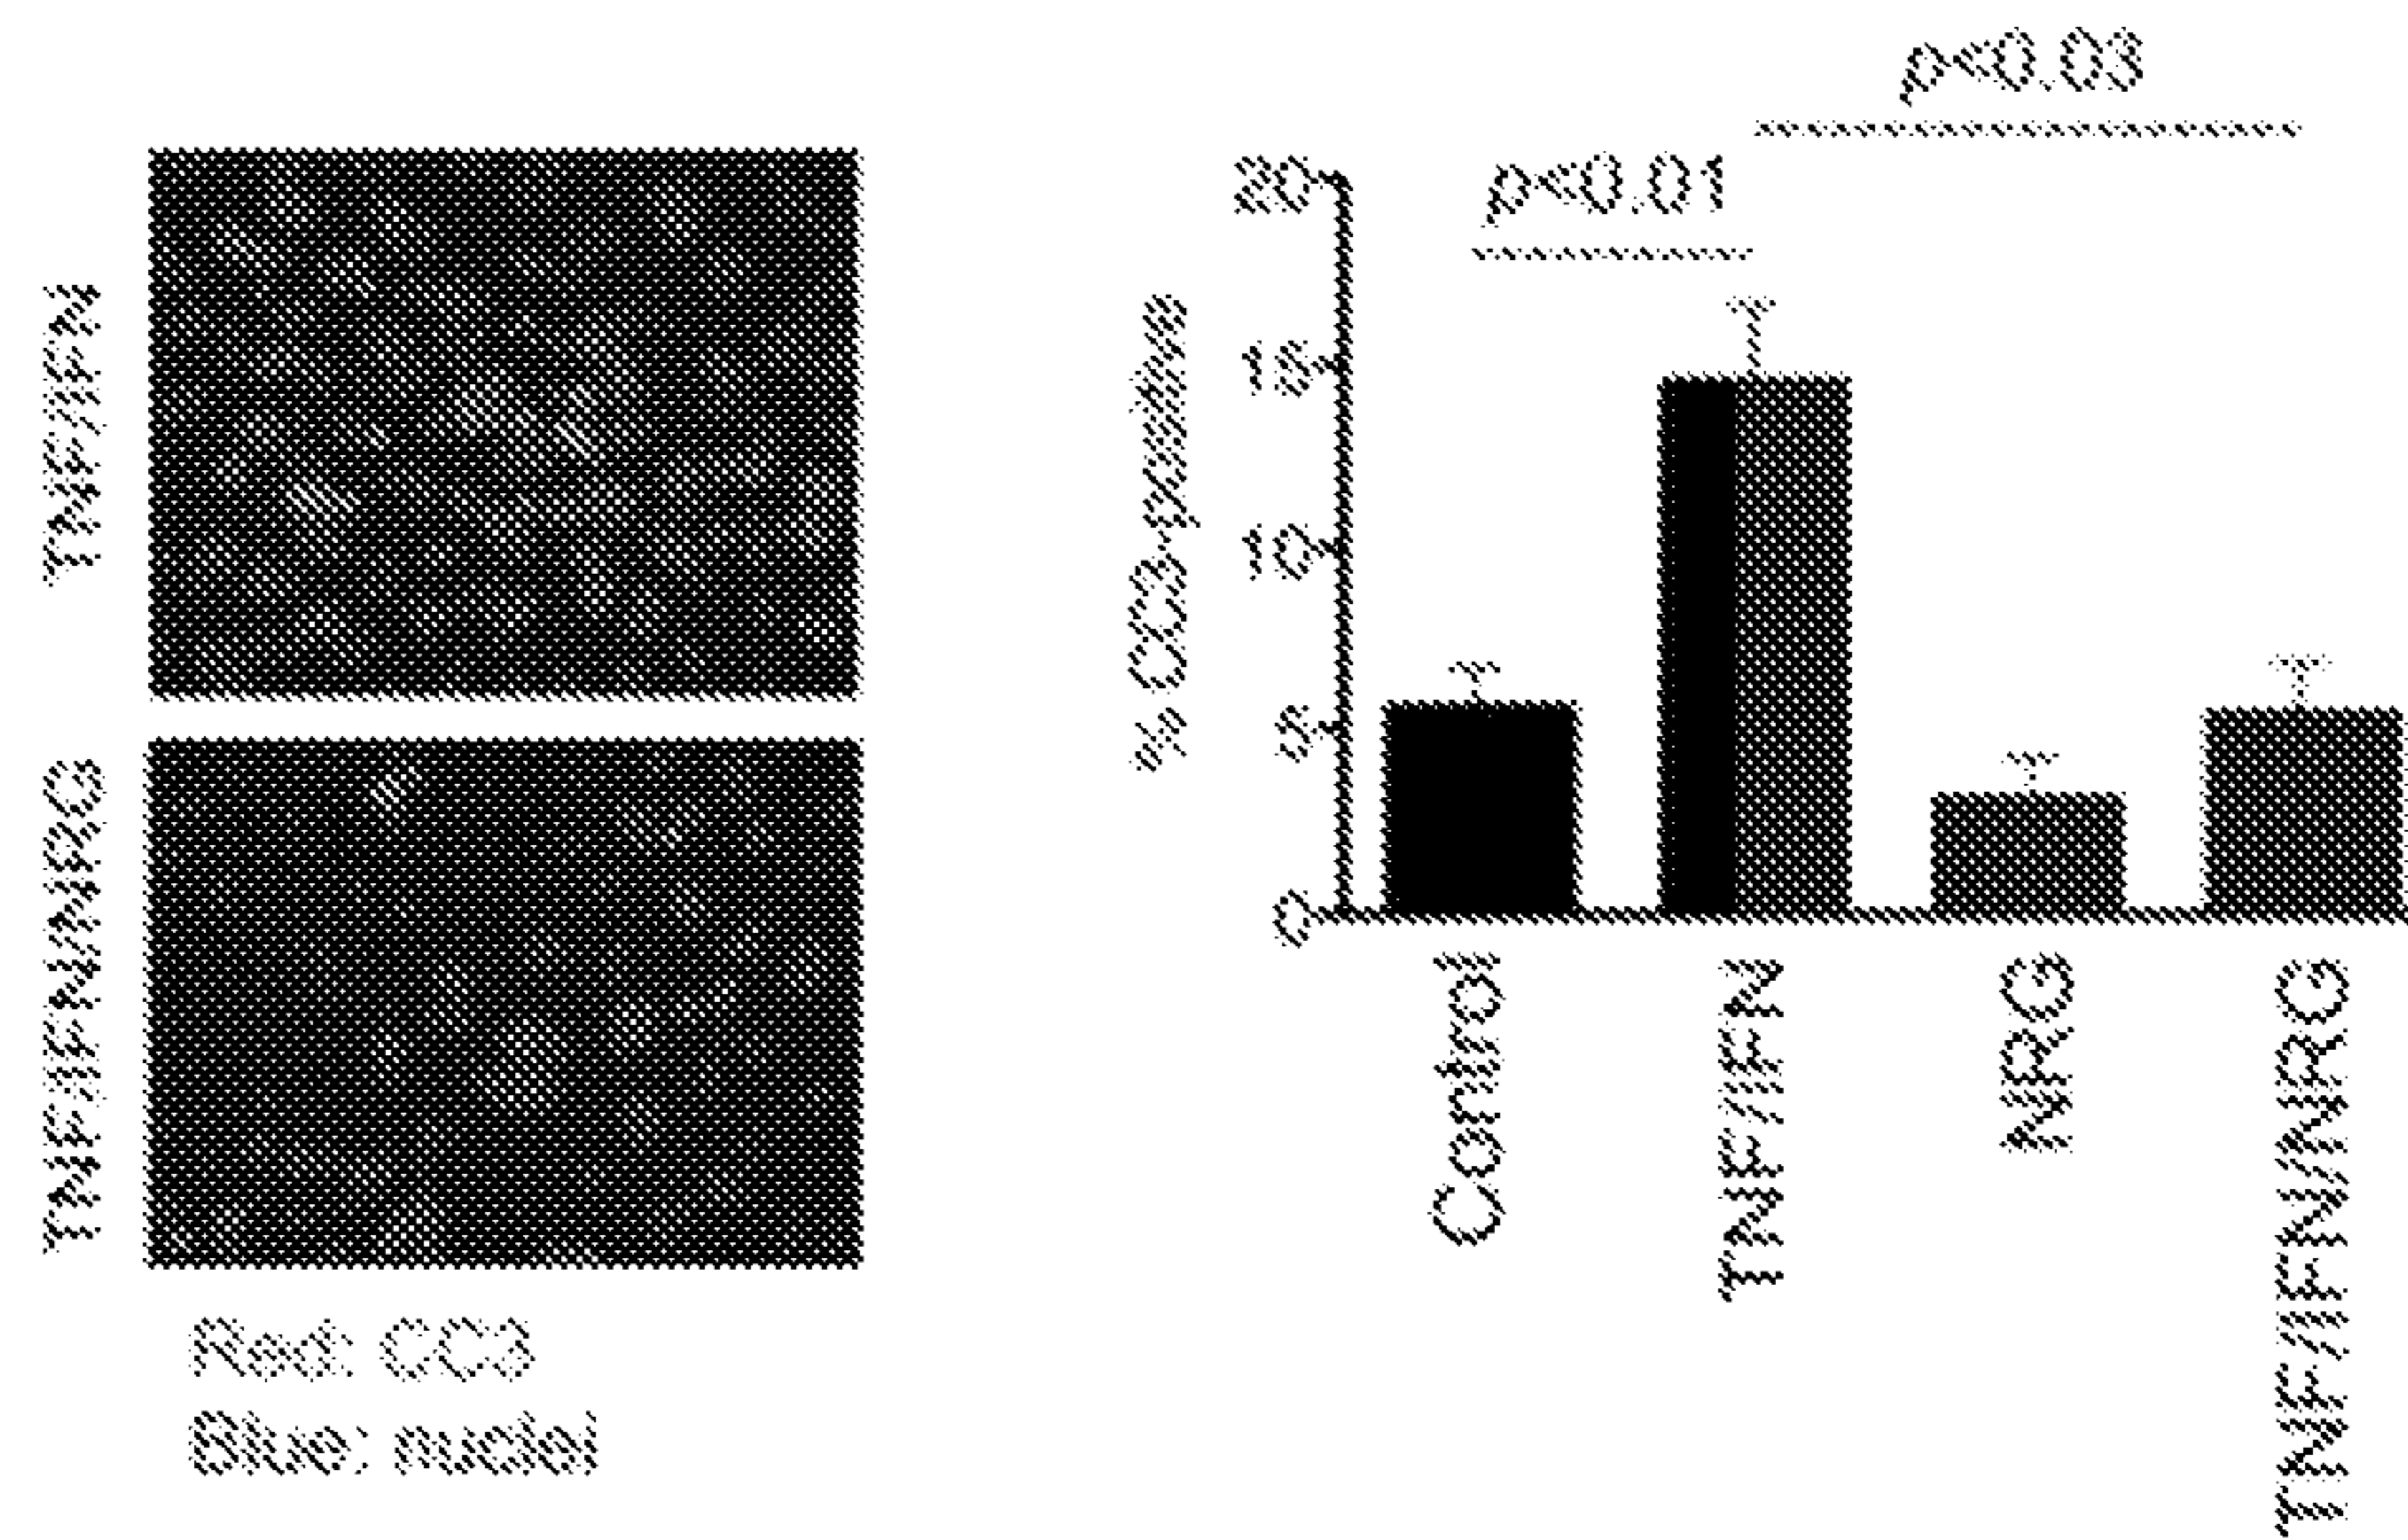 TNF/IFN
TNF/IFN/NRG
Red: CC3
Blue: nuclei
p<0.03
p<0.01
% CC3-positive
20
15
10
5
0
Control
TNF/IFN
NRG
TNF/IFN/NRG